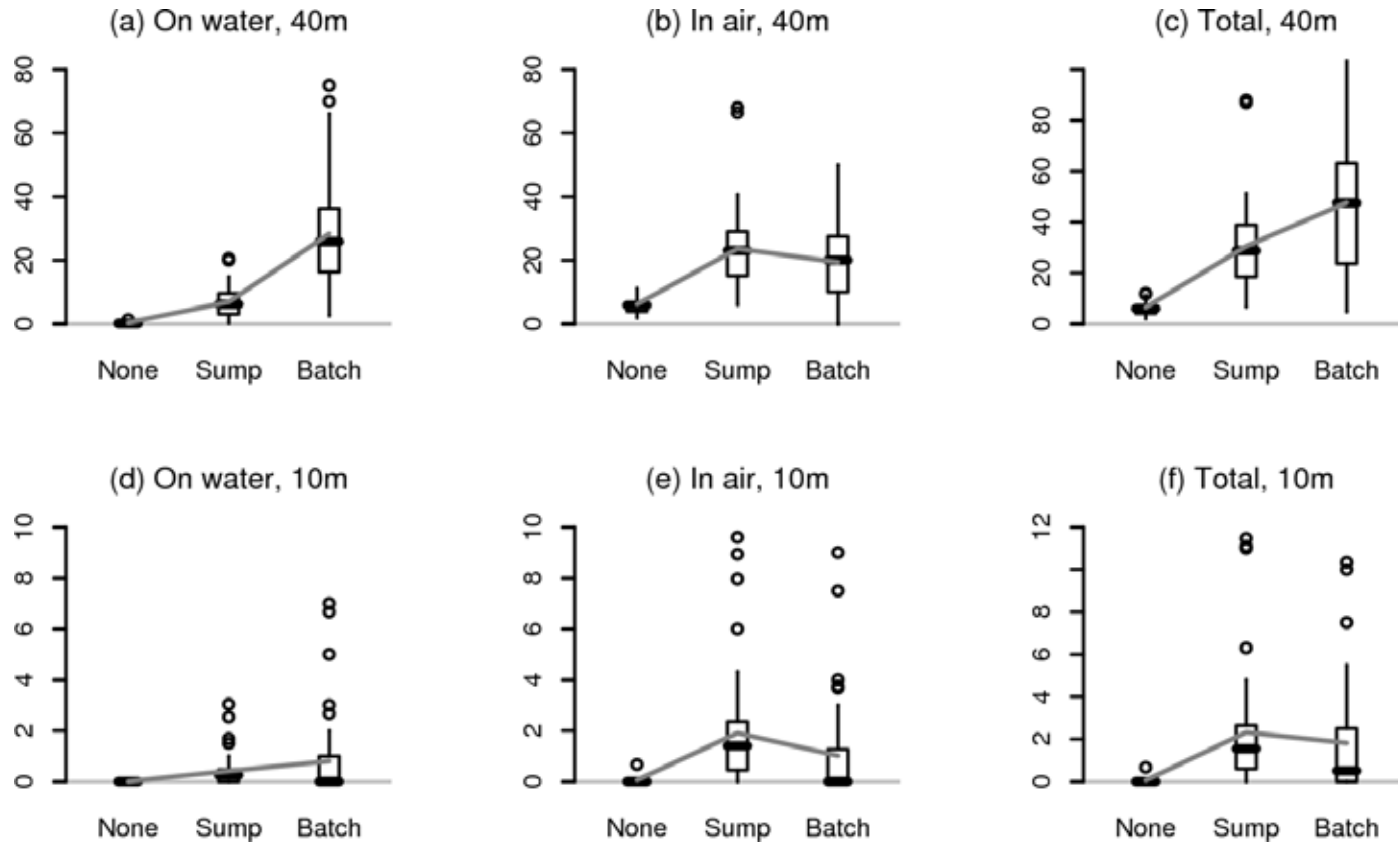 (a) On water, 40m
(b) In air, 40m
(c) Total, 40m
80
60
40
20
0
None Sump Batch
80
60
40
20
0
None Sump Batch
80
60
40
20
0
None Sump Batch
(d) On water, 10m
(e) In air, 10m
(f) Total, 10m
10
8
6
4
2
0
None Sump Batch
10
8
6
4
2
0
None Sump Batch
12
8
6
4
2
0
None Sump Batch